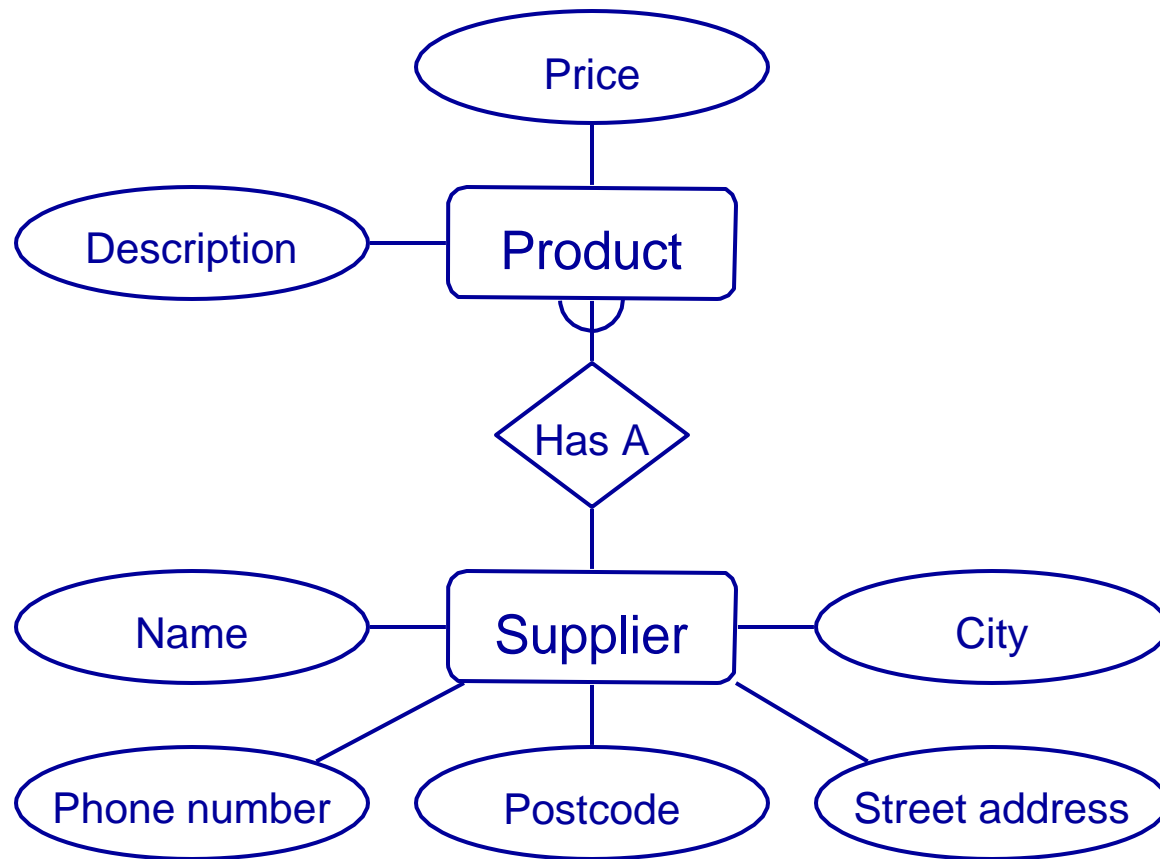 Price
Description
Product
Has A
Name
Supplier
City
Phone number
Postcode
Street address